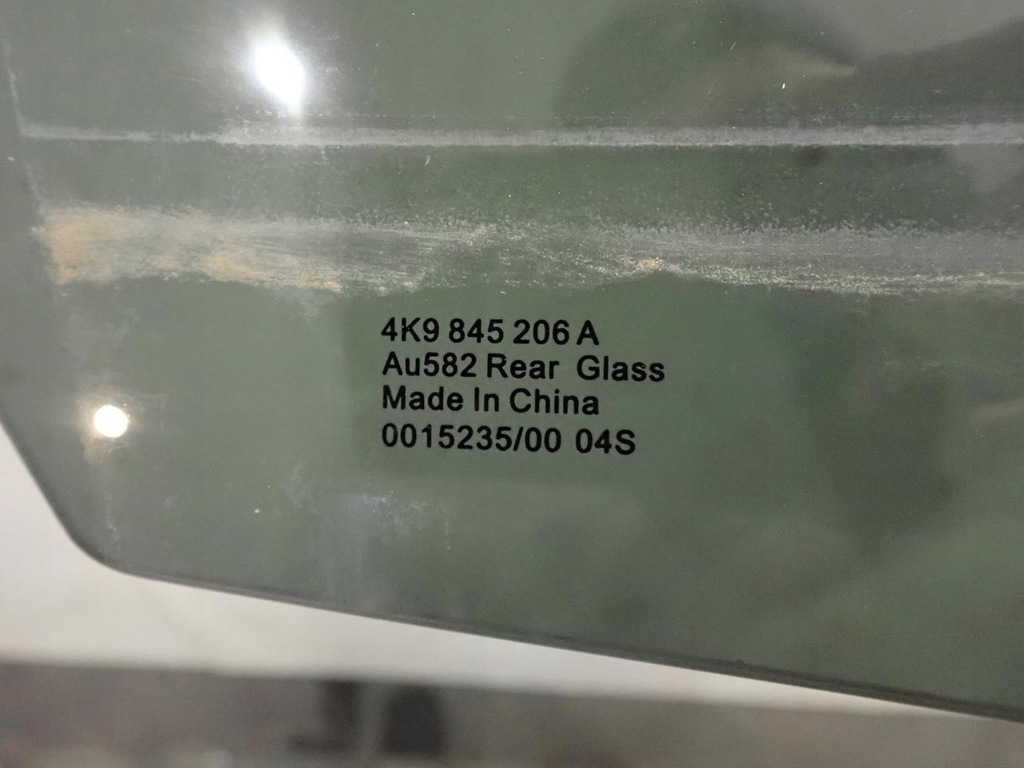 4K9 845 206 A
Au582 Rear Glass
Made In China
0015235/00 04S